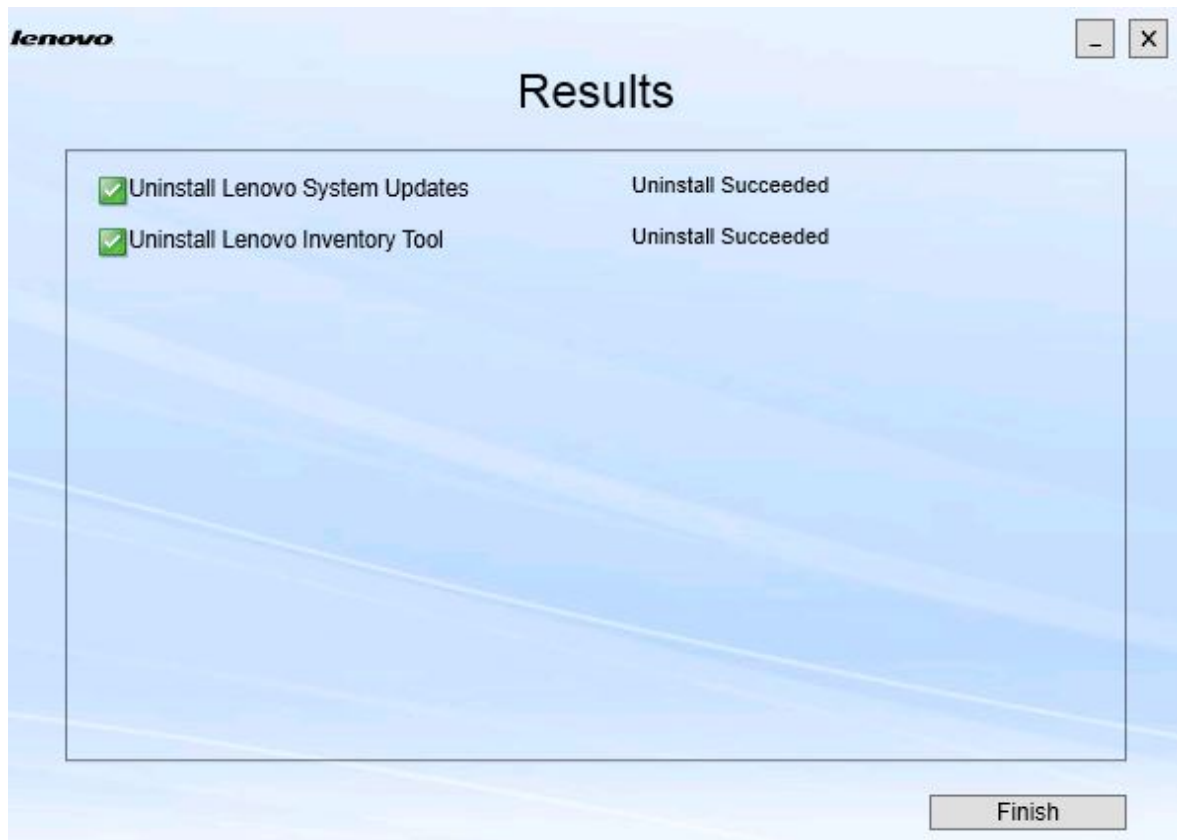 lenovo
_ X
Results
Uninstall Lenovo System Updates Uninstall Succeeded
Uninstall Lenovo Inventory Tool Uninstall Succeeded
Finish